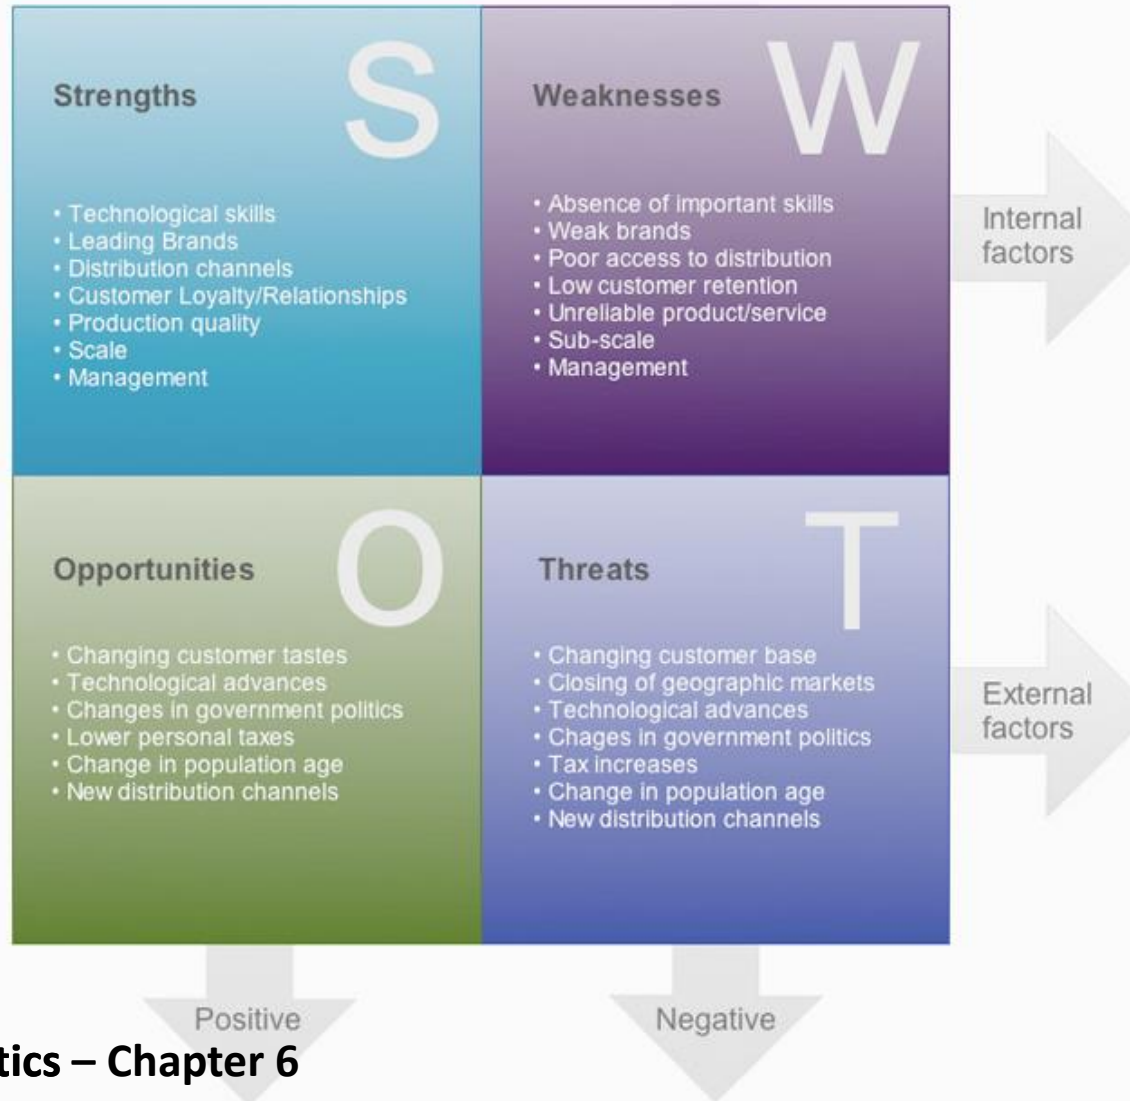 Strengths
S
• Technological skills
• Leading Brands
• Distribution channels
• Customer Loyalty/Relationships
• Production quality
• Scale
• Management
Weaknesses
W
• Absence of important skills
• Weak brands
• Poor access to distribution
• Low customer retention
• Unreliable product/service
• Sub-scale
• Management
Internal
factors
Opportunities
O
• Changing customer tastes
• Technological advances
• Changes in government politics
• Lower personal taxes
• Change in population age
• New distribution channels
Threats
T
• Changing customer base
• Closing of geographic markets
• Technological advances
• Chages in government politics
• Tax increases
• Change in population age
• New distribution channels
External
factors
Positive
Negative
tics – Chapter 6